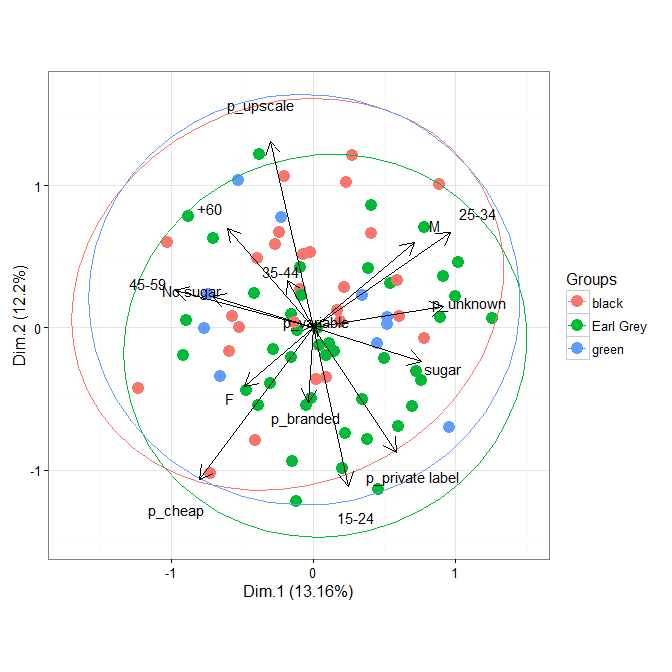 p_upscale
+60
25-34
M
35-44
45-59
No sugar
p_unknown
p_variable
sugar
F
p_branded
p_private label
p_cheap
15-24
1
0
-1
-1
0
1
Dim.1 (13.16%)
Dim.2 (12.2%)
Groups
black
Earl Grey
green